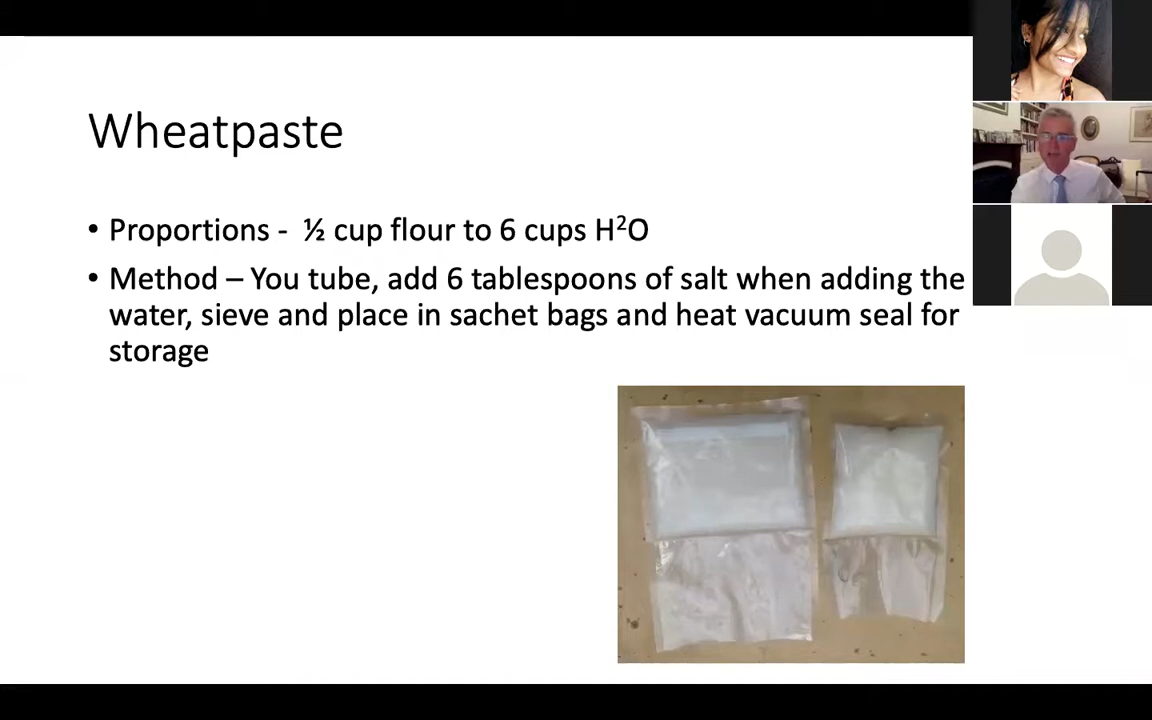 Wheatpaste
• Proportions - ½ cup flour to 6 cups H²O
• Method – You tube, add 6 tablespoons of salt when adding the
water, sieve and place in sachet bags and heat vacuum seal for
storage